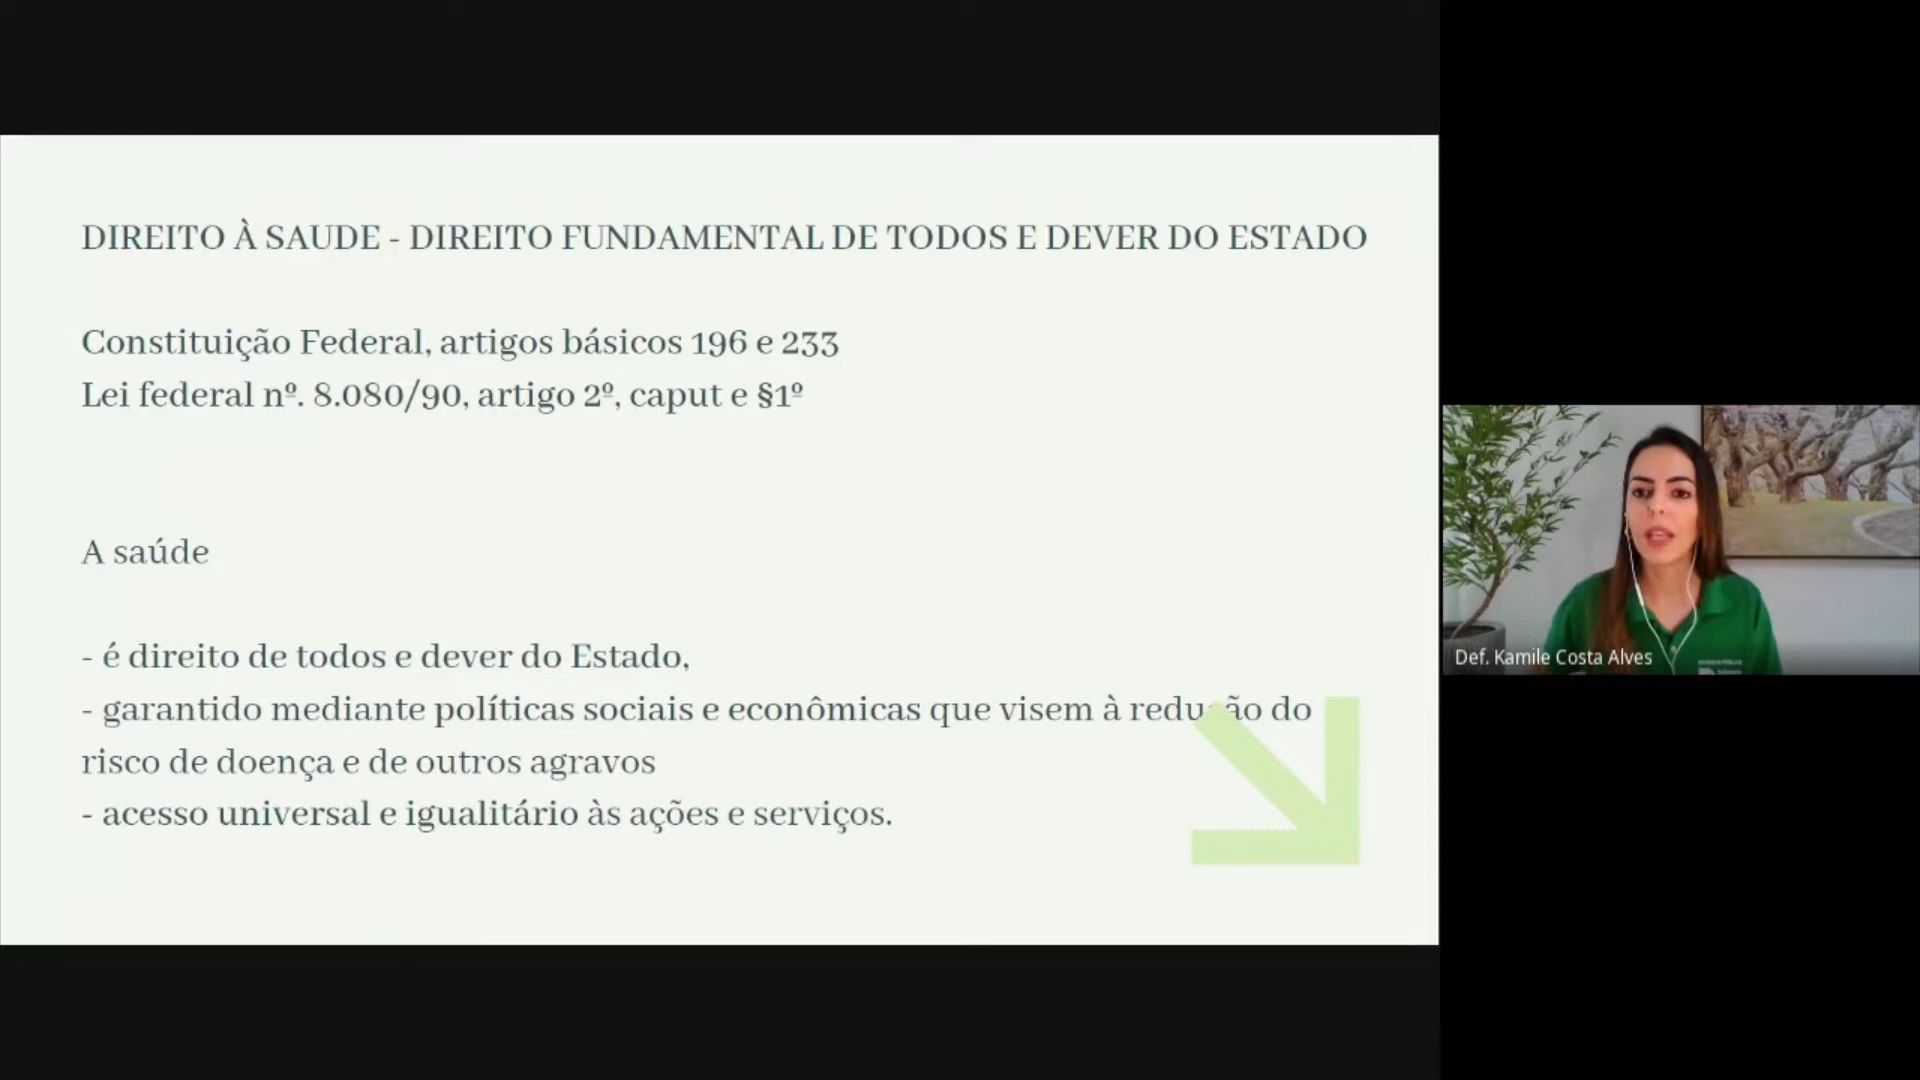 DIREITO À SAUDE - DIREITO FUNDAMENTAL DE TODOS E DEVER DO ESTADO
Constituição Federal, artigos básicos 196 e 233
Lei federal nº. 8.080/90, artigo 2º, caput e §1º
A saúde
- é direito de todos e dever do Estado,
- garantido mediante políticas sociais e econômicas que visem à redução do
risco de doença e de outros agravos
- acesso universal e igualitário às ações e serviços.
Def. Kamile Costa Alves